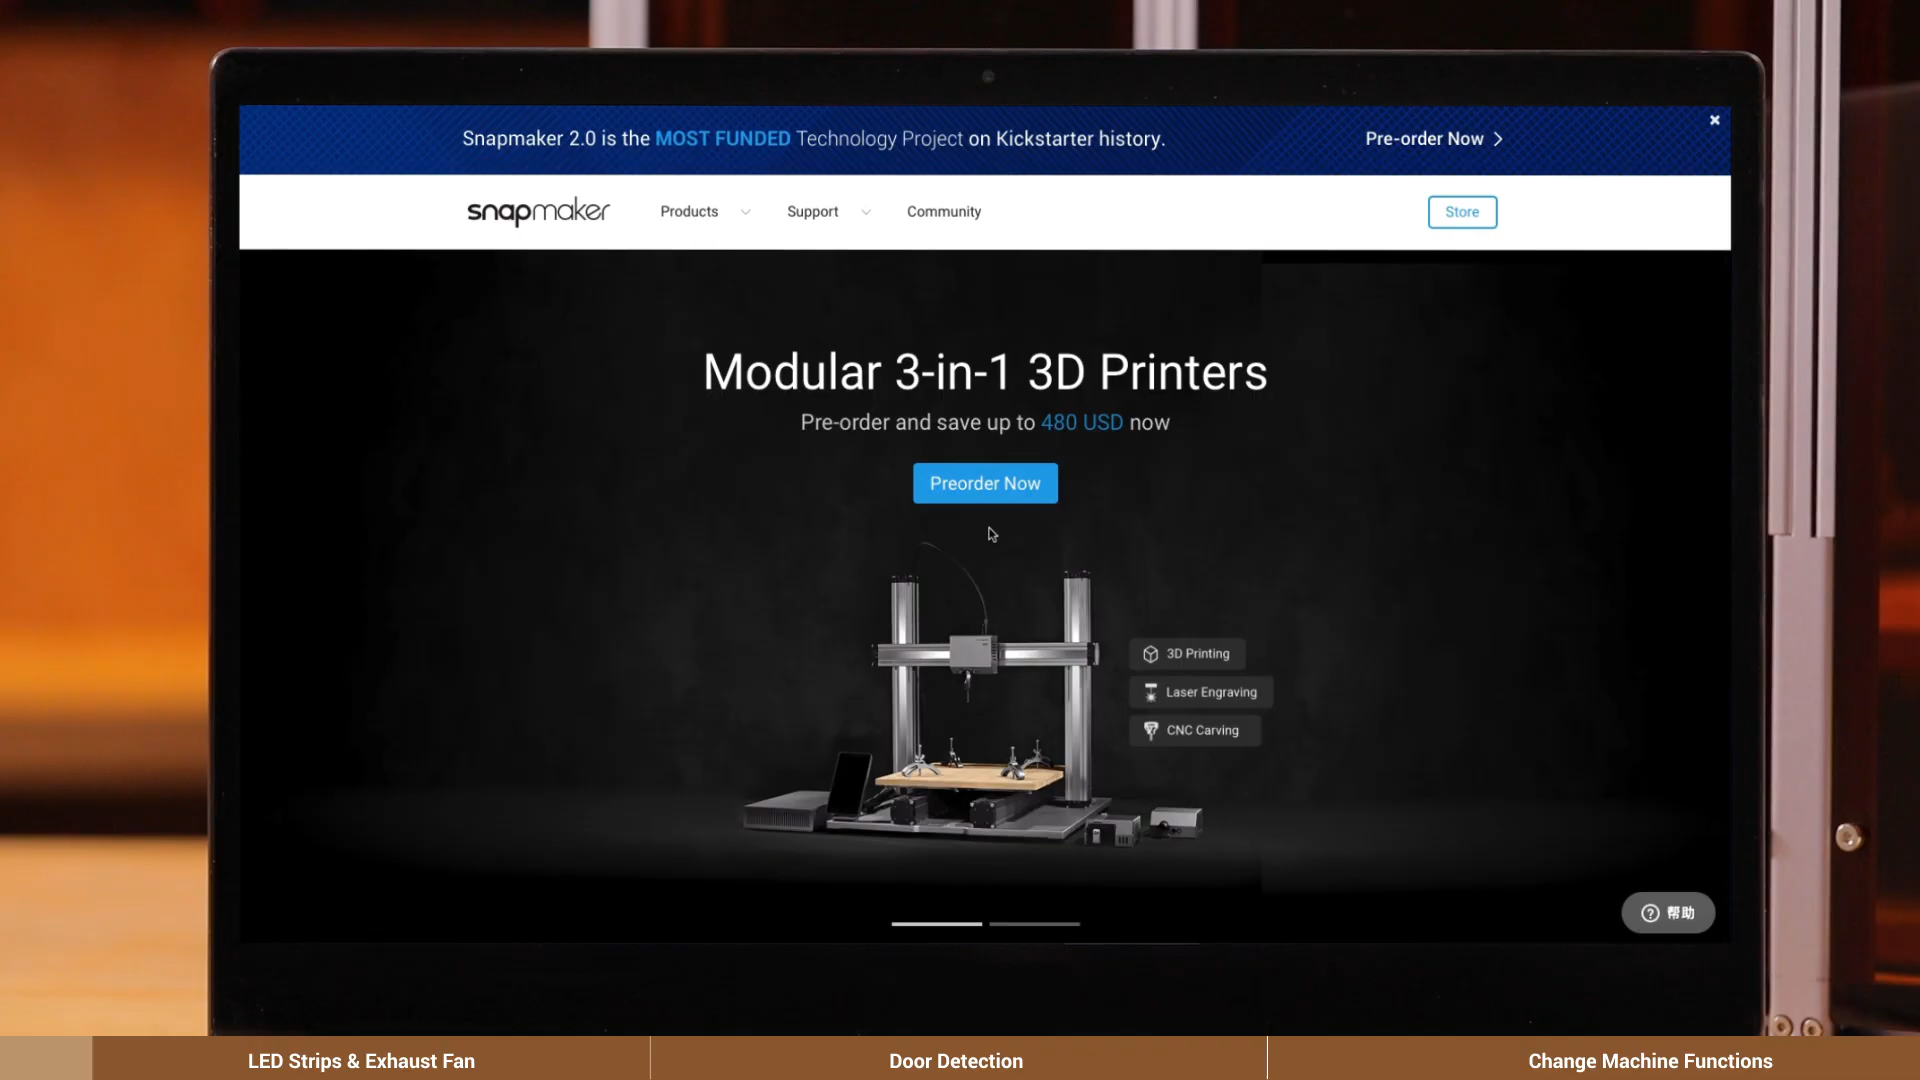 Snapmaker 2.0 is the MOST FUNDED Technology Project on Kickstarter history.
Pre-order Now
snapmaker
Products
Support
Community
Store
Modular 3-in-1 3D Printers
Pre-order and save up to 480 USD now
Preorder Now
3D Printing
Laser Engraving
CNC Carving
帮助
LED Strips & Exhaust Fan
Door Detection
Change Machine Functions